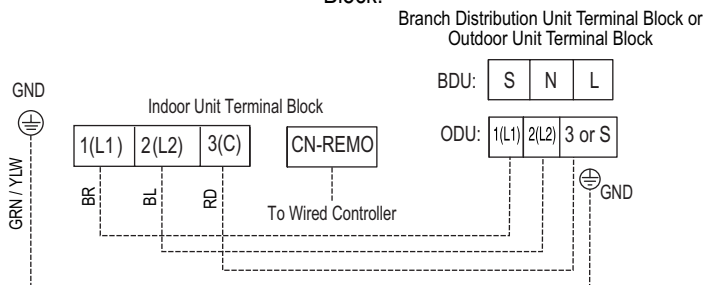 Block.
Branch Distribution Unit Terminal Block or
Outdoor Unit Terminal Block
BDU: S N L
GND
Indoor Unit Terminal Block
1(L1) 2(L2) 3(C) CN-REMO
ODU: 1(L1) 2(L2) 3 or S
GRN / YLW
BR
BL
RD
To Wired Controller
GND